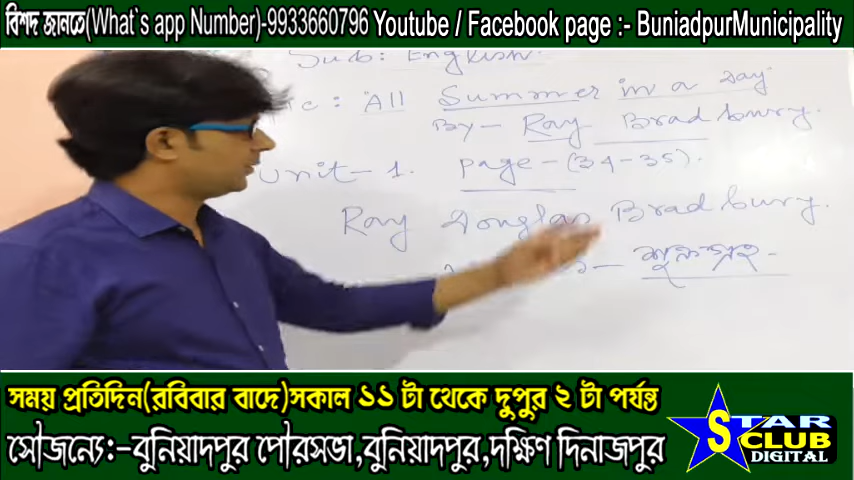 বিশদ জানতে(What`s app Number)-9933660796 Youtube / Facebook page :- BuniadpurMunicipality
Sub: English.
: All Summer in a Day
By - Ray Bradbury.
Unit - 1. page - (34-35).
Ray Douglas Bradbury.
সময় প্রতিদিন(রবিবার বাদে)সকাল ১১ টা থেকে দুপুর ২ টা পর্যন্ত
সৌজন্যে:-বুনিয়াদপুর পৌরসভা,বুনিয়াদপুর,দক্ষিণ দিনাজপুর
STAR
CLUB
DIGITAL